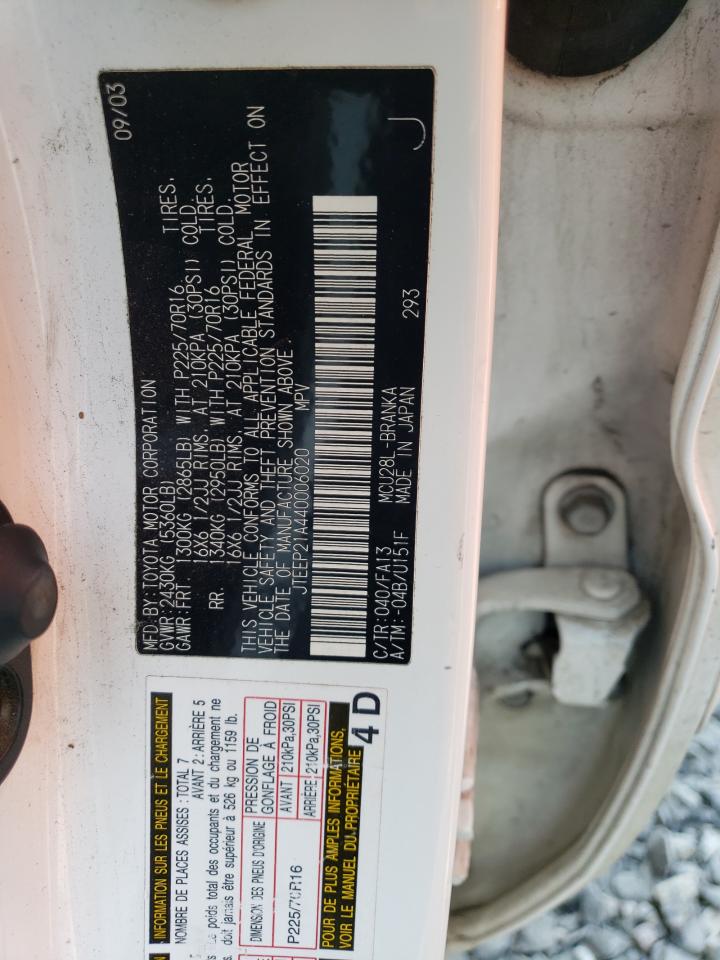 MFD.BY:TOYOTA MOTOR CORPORATION 09/03
GVWR:2430KG (5360LB)
GAWR:FRT. 1300KG (2865LB) WITH P225/70R16 TIRES,
16X6 1/2JJ RIMS, AT 210KPA (30PSI) COLD.
RR. 1340KG (2950LB) WITH P225/70R16 TIRES,
16X6 1/2JJ RIMS, AT 210KPA (30PSI) COLD.
THIS VEHICLE CONFORMS TO ALL APPLICABLE FEDERAL MOTOR
VEHICLE SAFETY AND THEFT PREVENTION STANDARDS IN EFFECT ON
THE DATE OF MANUFACTURE SHOWN ABOVE
JTEEP21A440006020 MPV
C/TR:040/FA13 MCU28L-BRANKA
A/TM:-04B/U151F MADE IN JAPAN 293 J
INFORMATION SUR LES PNEUS ET LE CHARGEMENT
NOMBRE DE PLACES ASSISES : TOTAL 7
AVANT 2: ARRIÈRE 5
Le poids total des occupants et du chargement ne
doit jamais être supérieur à 526 kg ou 1159 lb.
DIMENSION DES PNEUS D'ORIGINE
PRESSION DE
GONFLAGE À FROID
P225/70R16
AVANT 210kPa,30PSI
ARRIÈRE 210kPa,30PSI
POUR DE PLUS AMPLES INFORMATIONS,
VOIR LE MANUEL DU PROPRIÉTAIRE
4 D